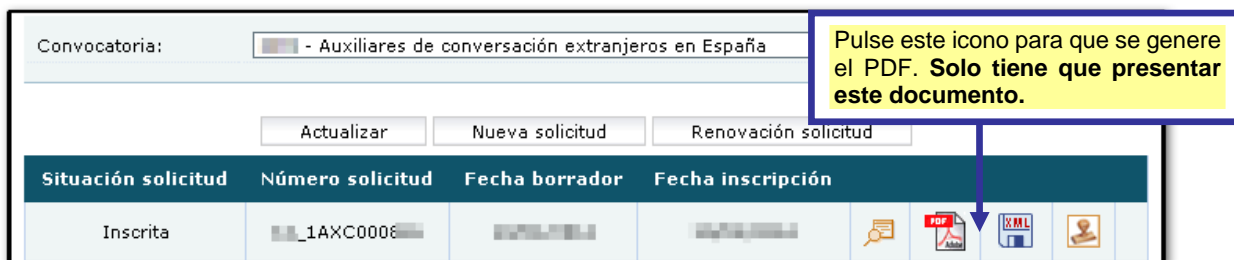 Convocatoria:
- Auxiliares de conversación extranjeros en España
Pulse este icono para que se genere
el PDF. Solo tiene que presentar
este documento.
Actualizar Nueva solicitud Renovación solicitud
Situación solicitud Número solicitud Fecha borrador Fecha inscripción
Inscrita _1AXC0008
PDF
Adobe
XML